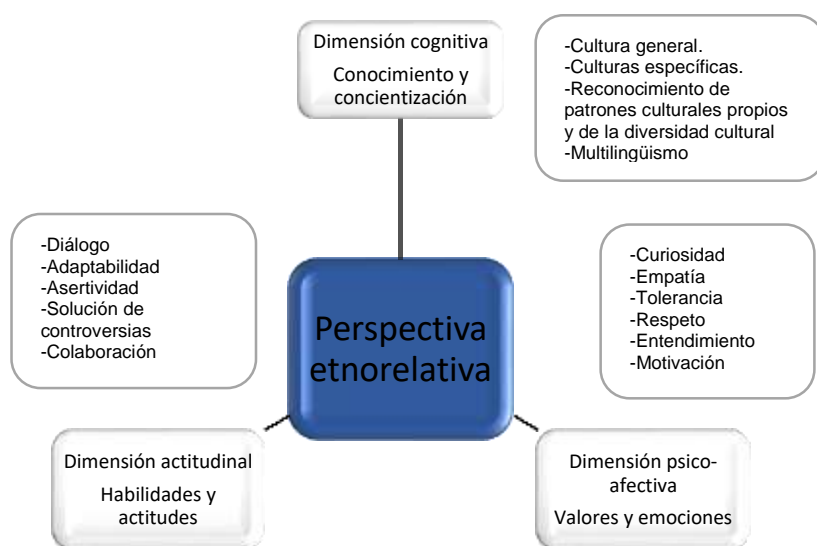 Dimensión cognitiva
Conocimiento y
concientización
-Cultura general.
-Culturas específicas.
-Reconocimiento de
patrones culturales propios
y de la diversidad cultural
-Multilingüismo
-Diálogo
-Adaptabilidad
-Asertividad
-Solución de
controversias
-Colaboración
Perspectiva
etnorelativa
-Curiosidad
-Empatía
-Tolerancia
-Respeto
-Entendimiento
-Motivación
Dimensión actitudinal
Habilidades y
actitudes
Dimensión psico-
afectiva
Valores y emociones